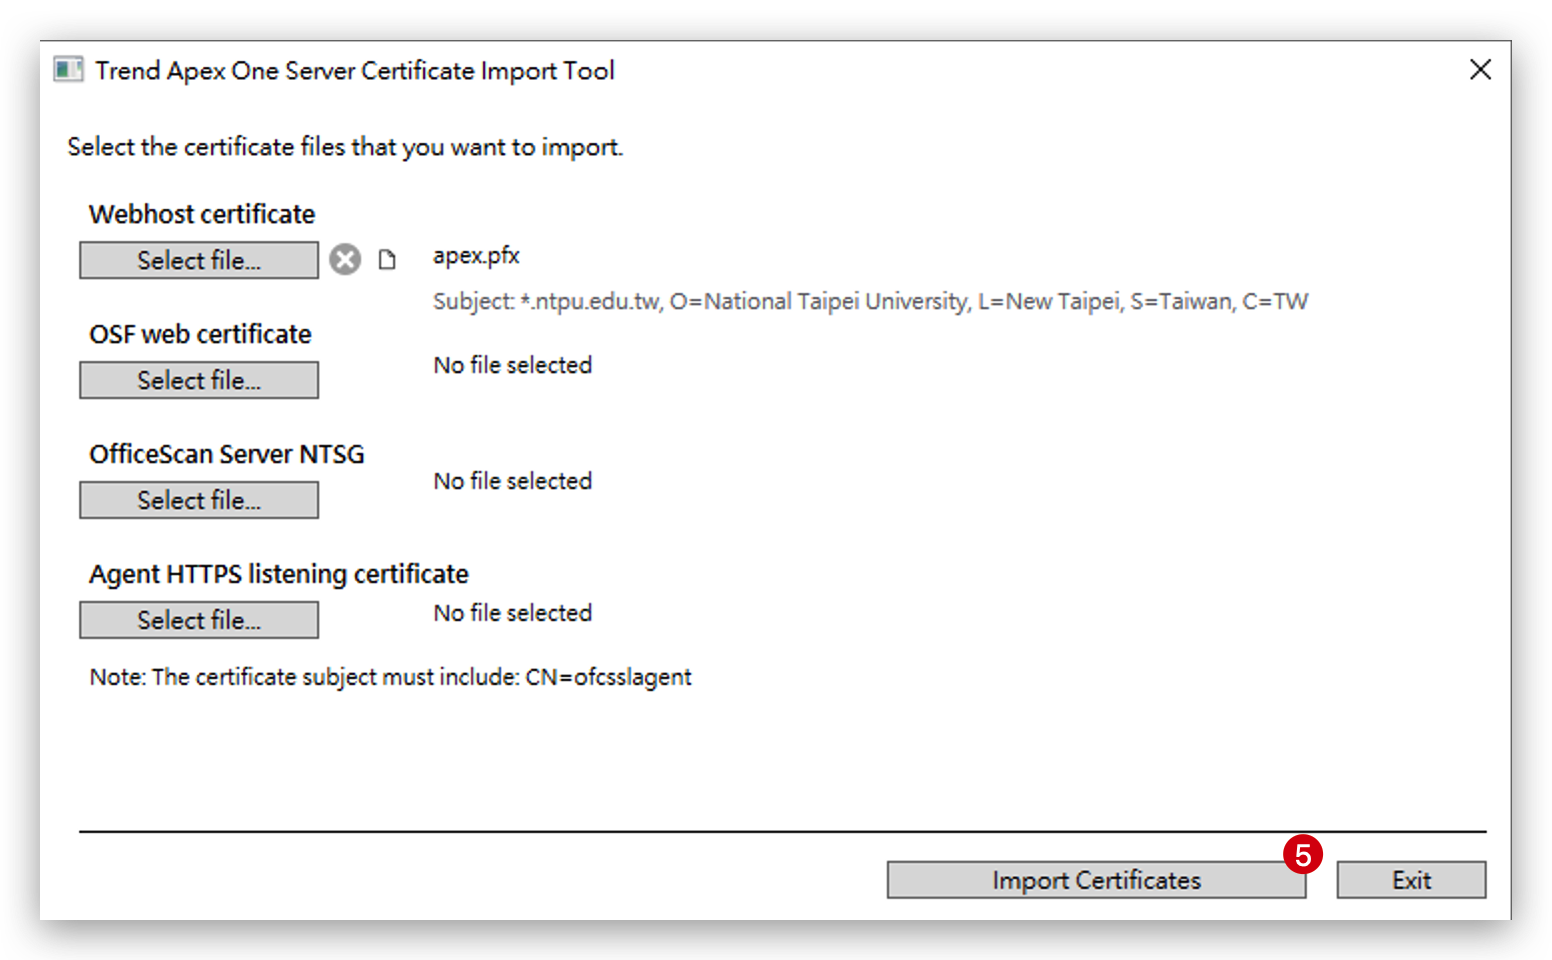 Trend Apex One Server Certificate Import Tool
Select the certificate files that you want to import.
Webhost certificate
Select file...
apex.pfx
Subject: *.ntpu.edu.tw, O=National Taipei University, L=New Taipei, S=Taiwan, C=TW
OSF web certificate
Select file...
No file selected
OfficeScan Server NTSG
Select file...
No file selected
Agent HTTPS listening certificate
Select file...
No file selected
Note: The certificate subject must include: CN=ofcsslagent
5
Import Certificates
Exit